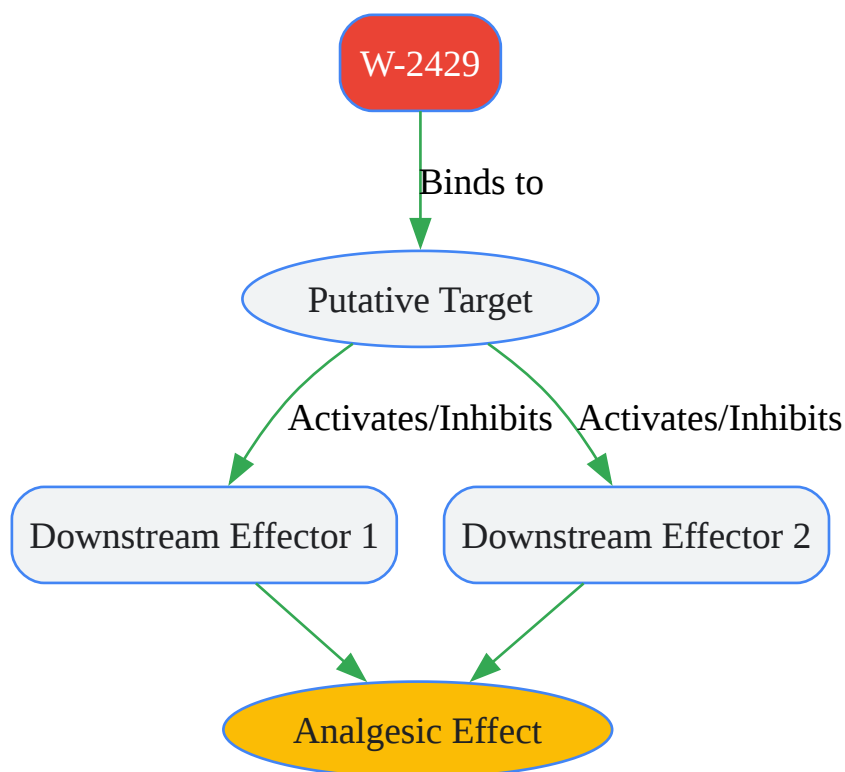 W-2429
Binds to
Putative Target
Activates/Inhibits
Activates/Inhibits
Downstream Effector 1
Downstream Effector 2
Analgesic Effect